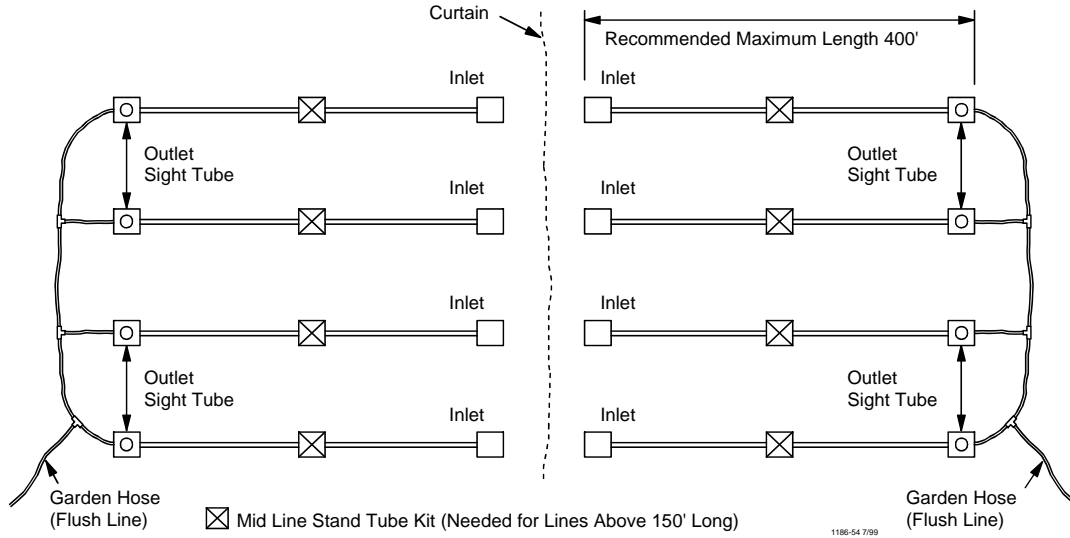 Curtain
Recommended Maximum Length 400'
Inlet
Inlet
Outlet
Sight Tube
Outlet
Sight Tube
Inlet
Inlet
Inlet
Inlet
Outlet
Sight Tube
Outlet
Sight Tube
Inlet
Inlet
Garden Hose
(Flush Line)
Garden Hose
(Flush Line)
Mid Line Stand Tube Kit (Needed for Lines Above 150' Long)
1186-54 7/99